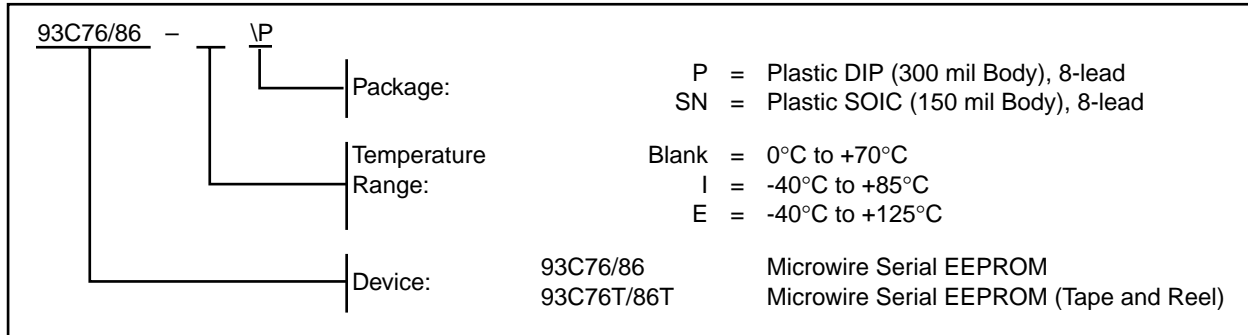 93C76/86 – \P
Package: P = Plastic DIP (300 mil Body), 8-lead
SN = Plastic SOIC (150 mil Body), 8-lead
Temperature Blank = 0°C to +70°C
Range: I = -40°C to +85°C
E = -40°C to +125°C
Device: 93C76/86 Microwire Serial EEPROM
93C76T/86T Microwire Serial EEPROM (Tape and Reel)